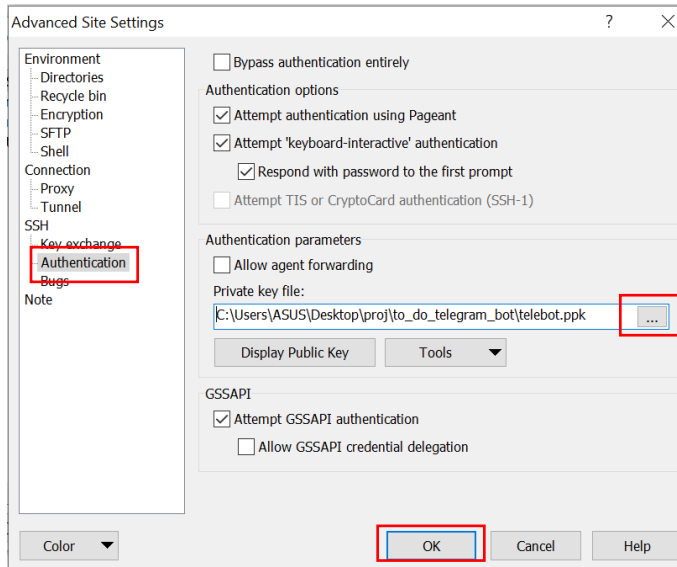 Advanced Site Settings ?
Environment
Directories
Recycle bin
Encryption
SFTP
Shell
Connection
Proxy
Tunnel
SSH
Key exchange
Authentication
Bugs
Note
Bypass authentication entirely
Authentication options
Attempt authentication using Pageant
Attempt 'keyboard-interactive' authentication
Respond with password to the first prompt
Attempt TIS or CryptoCard authentication (SSH-1)
Authentication parameters
Allow agent forwarding
Private key file:
C:\Users\ASUS\Desktop\proj\to_do_telegram_bot\telebot.ppk ...
Display Public Key Tools
GSSAPI
Attempt GSSAPI authentication
Allow GSSAPI credential delegation
Color OK Cancel Help